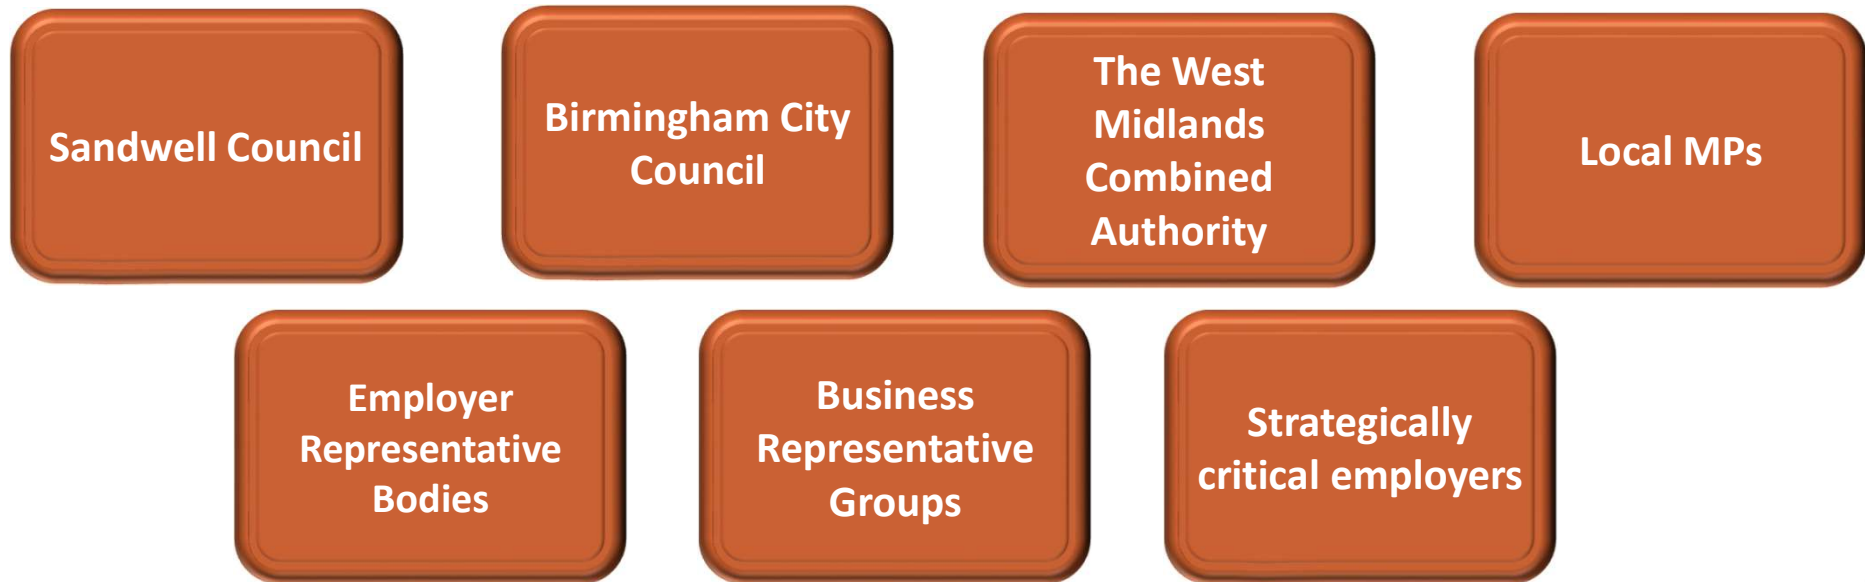 Sandwell Council
Birmingham City
Council
The West
Midlands
Combined
Authority
Local MPs
Employer
Representative
Bodies
Business
Representative
Groups
Strategically
critical employers